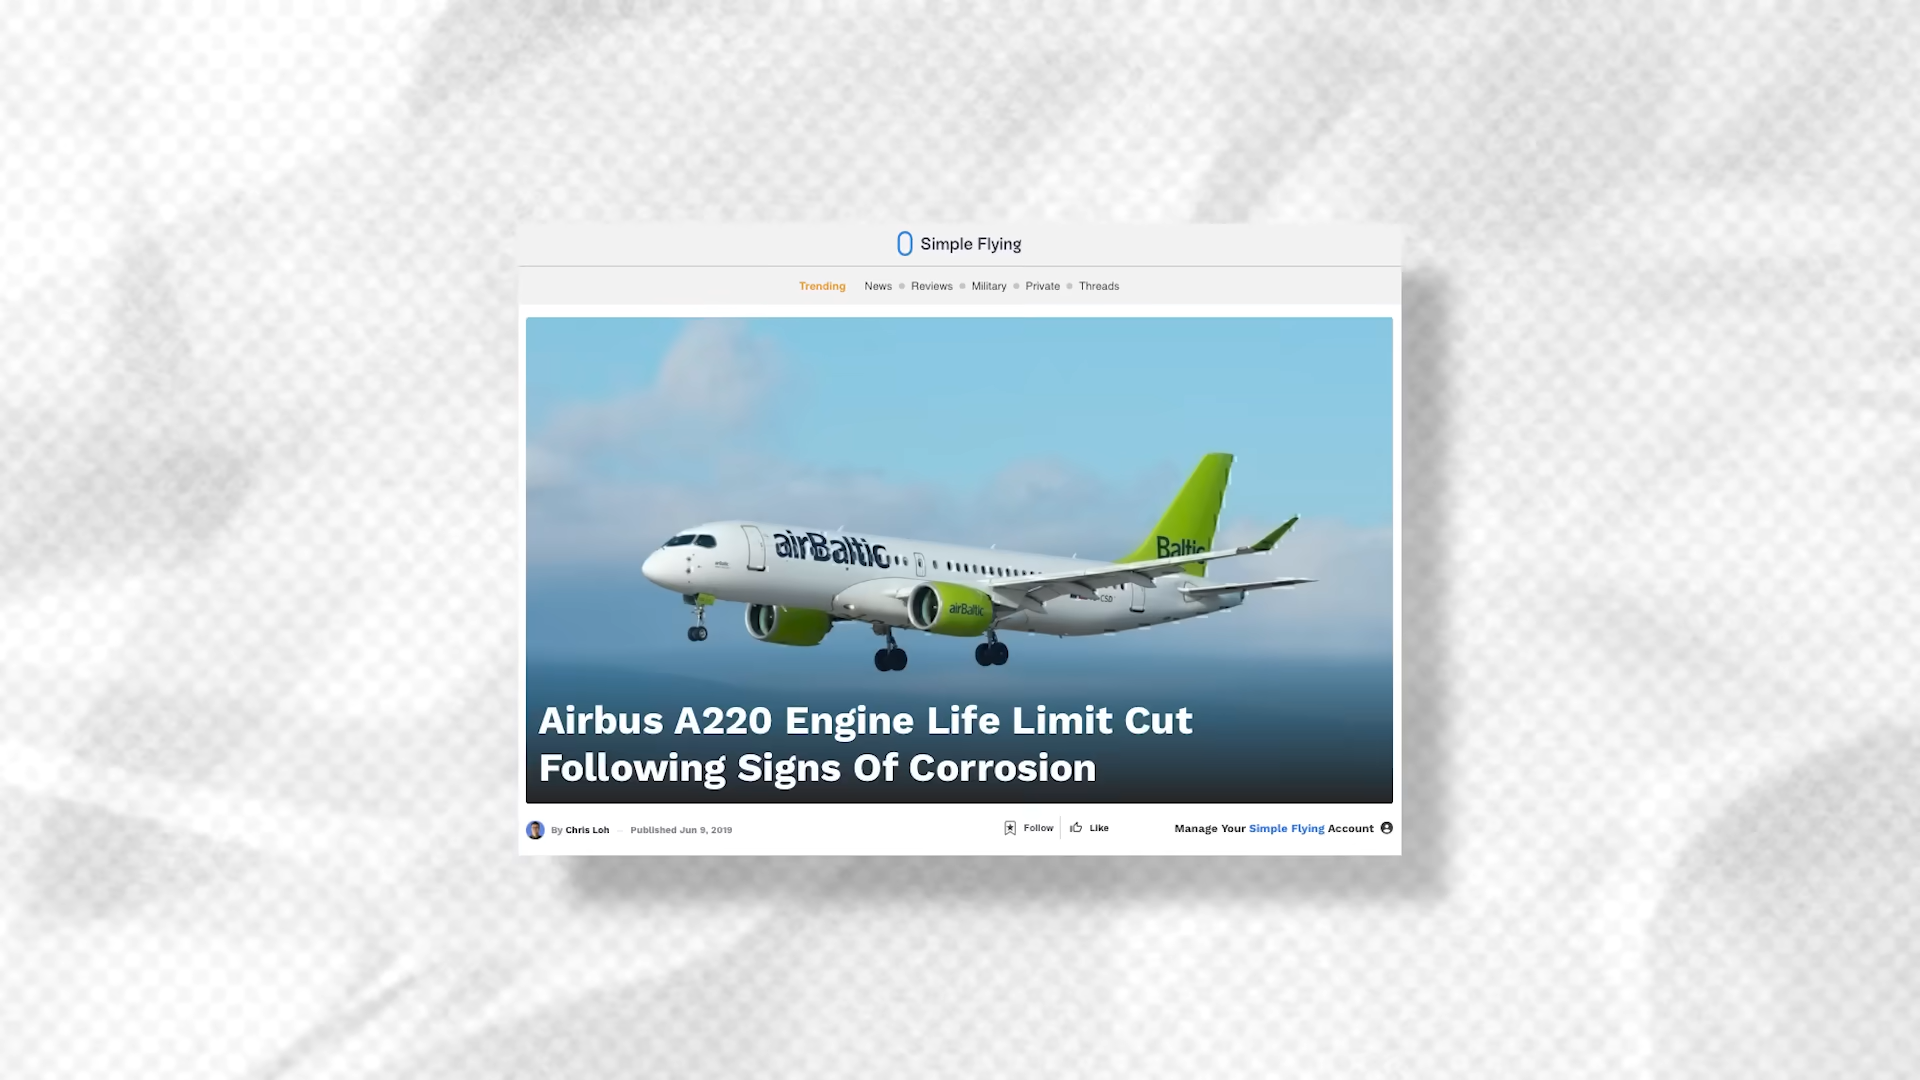 Simple Flying
Trending News Reviews Military Private Threads
airBaltic
Baltic
airBaltic
Airbus A220 Engine Life Limit Cut
Following Signs Of Corrosion
By Chris Loh Published Jun 9, 2019 Follow Like Manage Your Simple Flying Account